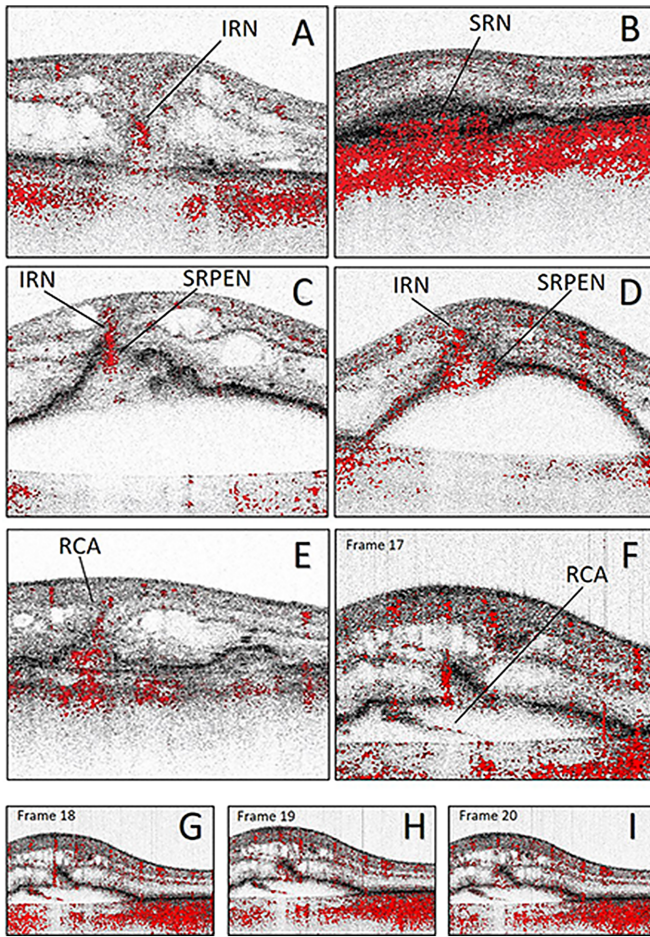 IRN
A
SRN
B
IRN
SRPEN
C
IRN
SRPEN
D
RCA
E
Frame 17
F
RCA
Frame 18
G
Frame 19
H
Frame 20
I